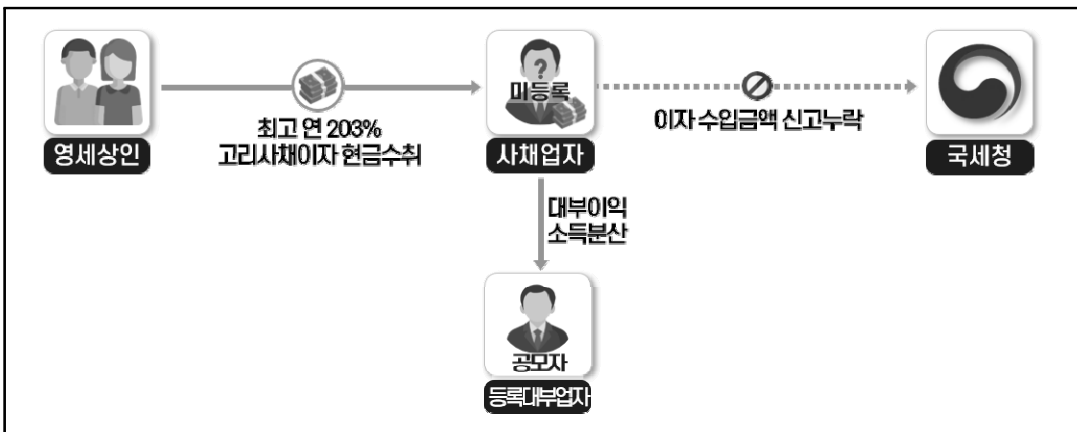 영세상인
최고 연 203%
고리사채이자 현금수취
?
미등록
사채업자
이자 수입금액 신고누락
국세청
대부이익
소득분산
공모자
등록대부업자